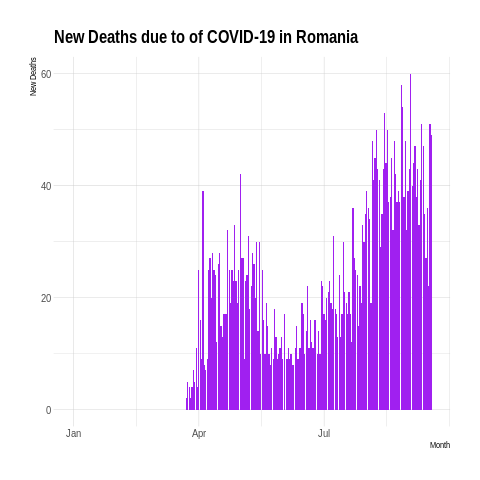 New Deaths due to of COVID-19 in Romania
New Deaths
60
40
20
0
Jan Apr Jul
Month